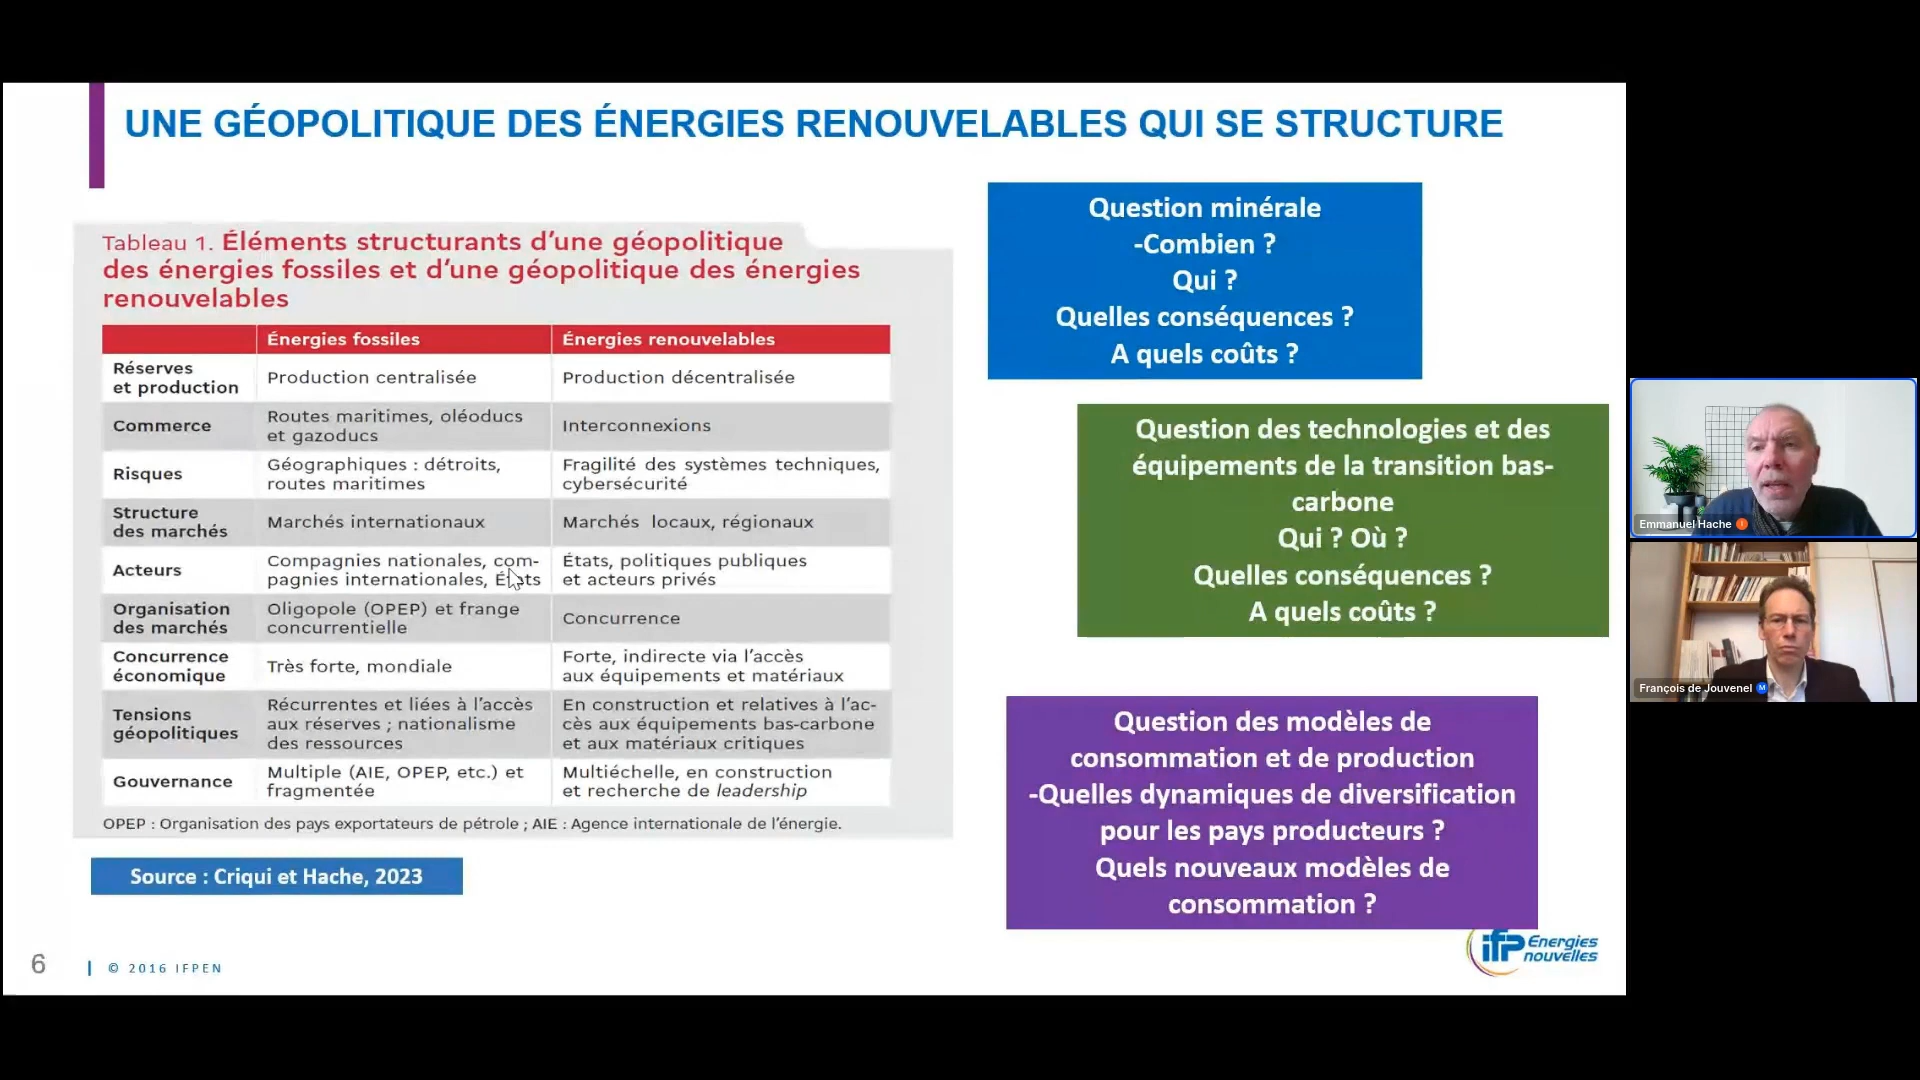 UNE GÉOPOLITIQUE DES ÉNERGIES RENOUVELABLES QUI SE STRUCTURE
Tableau 1. Éléments structurants d'une géopolitique
des énergies fossiles et d'une géopolitique des énergies
renouvelables
Énergies fossiles
Énergies renouvelables
Réserves
et production
Production centralisée
Production décentralisée
Commerce
Routes maritimes, oléoducs
et gazoducs
Interconnexions
Risques
Géographiques : détroits,
routes maritimes
Fragilité des systèmes techniques,
cybersécurité
Structure
des marchés
Marchés internationaux
Marchés locaux, régionaux
Acteurs
Compagnies nationales, com-
pagnies internationales, États
États, politiques publiques
et acteurs privés
Organisation
des marchés
Oligopole (OPEP) et frange
concurrentielle
Concurrence
Concurrence
économique
Très forte, mondiale
Forte, indirecte via l'accès
aux équipements et matériaux
Tensions
géopolitiques
Récurrentes et liées à l'accès
aux réserves ; nationalisme
des ressources
En construction et relatives à l'ac-
cès aux équipements bas-carbone
et aux matériaux critiques
Gouvernance
Multiple (AIE, OPEP, etc.) et
fragmentée
Multiéchelle, en construction
et recherche de leadership
OPEP : Organisation des pays exportateurs de pétrole ; AIE : Agence internationale de l'énergie.
Source : Criqui et Hache, 2023
Question minérale
-Combien ?
Qui ?
Quelles conséquences ?
A quels coûts ?
Question des technologies et des
équipements de la transition bas-
carbone
Qui ? Où ?
Quelles conséquences ?
A quels coûts ?
Question des modèles de
consommation et de production
-Quelles dynamiques de diversification
pour les pays producteurs ?
Quels nouveaux modèles de
consommation ?
6
© 2016 IFPEN
ifp Energies
nouvelles
Emmanuel Hache
François de Jouvenel M